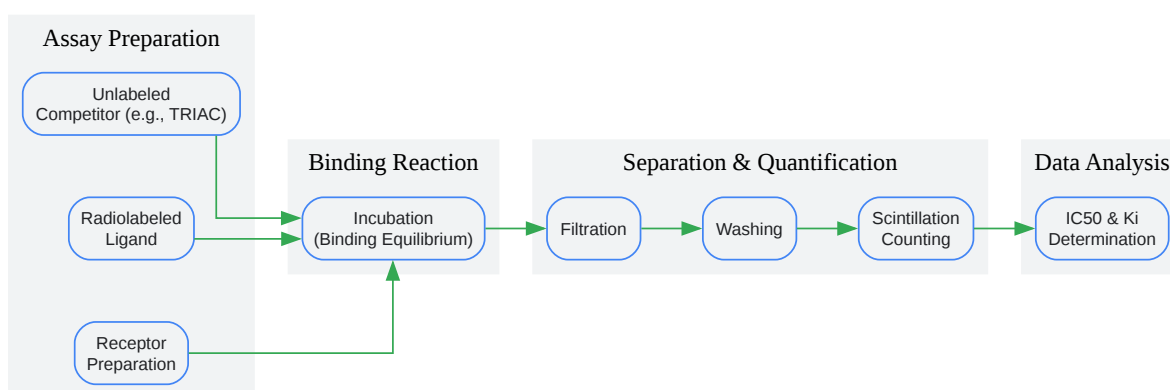 Assay Preparation
Unlabeled
Competitor (e.g., TRIAC)
Radiolabeled
Ligand
Receptor
Preparation
Binding Reaction
Incubation
(Binding Equilibrium)
Separation & Quantification
Filtration
Washing
Scintillation
Counting
Data Analysis
IC50 & Ki
Determination